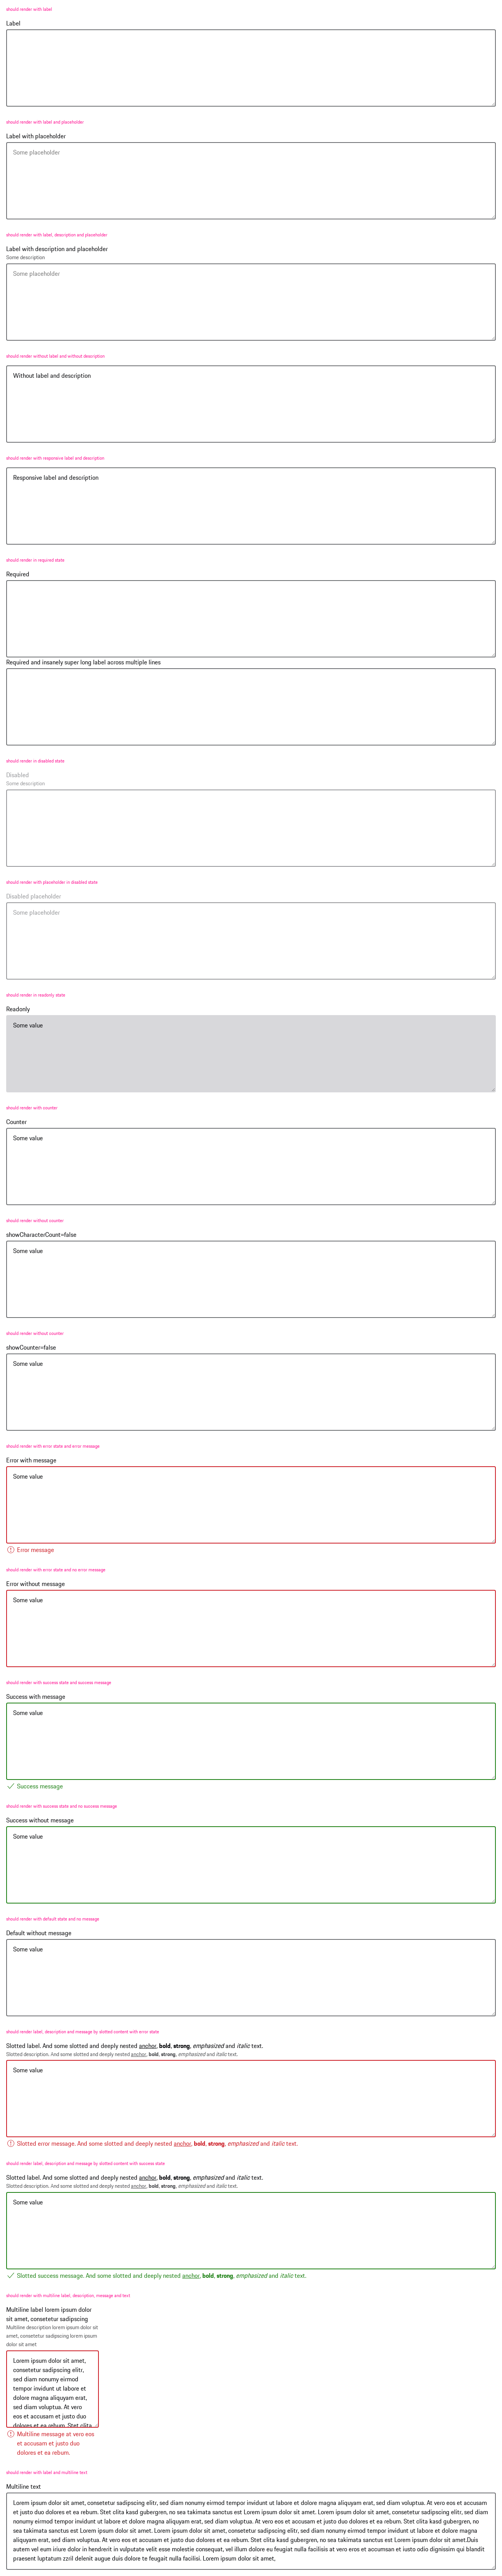 should render with label
Label
should render with label and placeholder
Label with placeholder
Some placeholder
should render with label, description and placeholder
Label with description and placeholder
Some description
Some placeholder
should render without label and without description
Without label and description
should render with responsive label and description
Responsive label and description
should render in required state
Required
Required and insanely super long label across multiple lines
should render in disabled state
Disabled
Some description
should render with placeholder in disabled state
Disabled placeholder
Some placeholder
should render in readonly state
Readonly
Some value
should render with counter
Counter
Some value
should render without counter
showCharacterCount=false
Some value
should render without counter
showCounter=false
Some value
should render with error state and error message
Error with message
Some value
Error message
should render with error state and no error message
Error without message
Some value
should render with success state and success message
Success with message
Some value
Success message
should render with success state and no success message
Success without message
Some value
should render with default state and no message
Default without message
Some value
should render label, description and message by slotted content with error state
Slotted label. And some slotted and deeply nested anchor, bold, strong, emphasized and italic text.
Slotted description. And some slotted and deeply nested anchor, bold, strong, emphasized and italic text.
Some value
Slotted error message. And some slotted and deeply nested anchor, bold, strong, emphasized and italic text.
should render label, description and message by slotted content with success state
Slotted label. And some slotted and deeply nested anchor, bold, strong, emphasized and italic text.
Slotted description. And some slotted and deeply nested anchor, bold, strong, emphasized and italic text.
Some value
Slotted success message. And some slotted and deeply nested anchor, bold, strong, emphasized and italic text.
should render with multiline label, description, message and text
Multiline label lorem ipsum dolor
sit amet, consetetur sadipscing
Multiline description lorem ipsum dolor sit
amet, consetetur sadipscing lorem ipsum
dolor sit amet
Lorem ipsum dolor sit amet,
consetetur sadipscing elitr,
sed diam nonumy eirmod
tempor invidunt ut labore et
dolore magna aliquyam erat,
sed diam voluptua. At vero
eos et accusam et justo duo
dolores et ea rebum. Stet clita
Multiline message at vero eos
et accusam et justo duo
dolores et ea rebum.
should render with label and multiline text
Multiline text
Lorem ipsum dolor sit amet, consetetur sadipscing elitr, sed diam nonumy eirmod tempor invidunt ut labore et dolore magna aliquyam erat, sed diam voluptua. At vero eos et accusam
et justo duo dolores et ea rebum. Stet clita kasd gubergren, no sea takimata sanctus est Lorem ipsum dolor sit amet. Lorem ipsum dolor sit amet, consetetur sadipscing elitr, sed diam
nonumy eirmod tempor invidunt ut labore et dolore magna aliquyam erat, sed diam voluptua. At vero eos et accusam et justo duo dolores et ea rebum. Stet clita kasd gubergren, no
sea takimata sanctus est Lorem ipsum dolor sit amet. Lorem ipsum dolor sit amet, consetetur sadipscing elitr, sed diam nonumy eirmod tempor invidunt ut labore et dolore magna
aliquyam erat, sed diam voluptua. At vero eos et accusam et justo duo dolores et ea rebum. Stet clita kasd gubergren, no sea takimata sanctus est Lorem ipsum dolor sit amet.Duis
autem vel eum iriure dolor in hendrerit in vulputate velit esse molestie consequat, vel illum dolore eu feugiat nulla facilisis at vero eros et accumsan et iusto odio dignissim qui blandit
praesent luptatum zzril delenit augue duis dolore te feugait nulla facilisi. Lorem ipsum dolor sit amet,